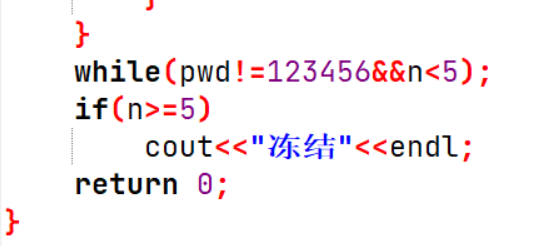 }
}
while(pwd!=123456&&n<5);
if(n>=5)
cout<<"冻结"<<endl;
return 0;
}